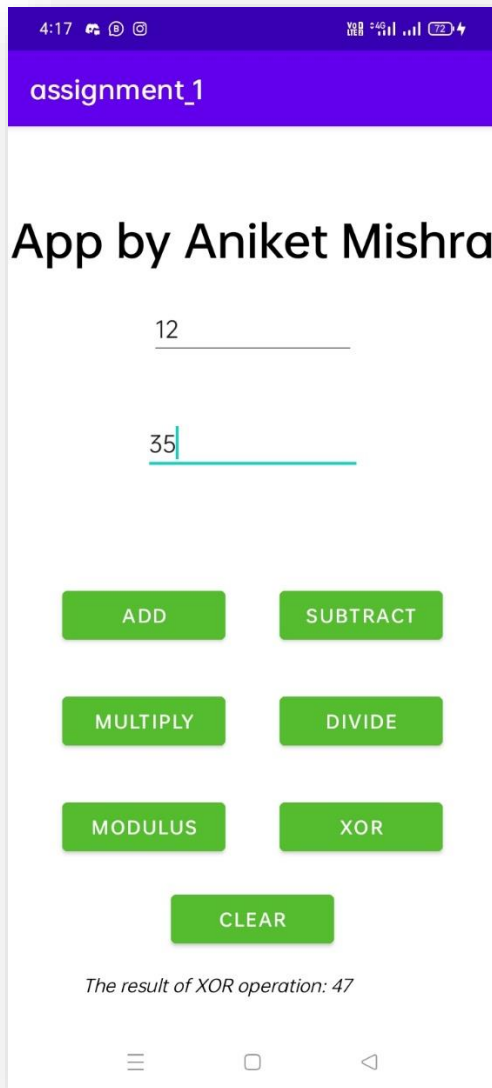 4:17
72
assignment_1
App by Aniket Mishra
12
35
ADD SUBTRACT
MULTIPLY DIVIDE
MODULUS XOR
CLEAR
The result of XOR operation: 47